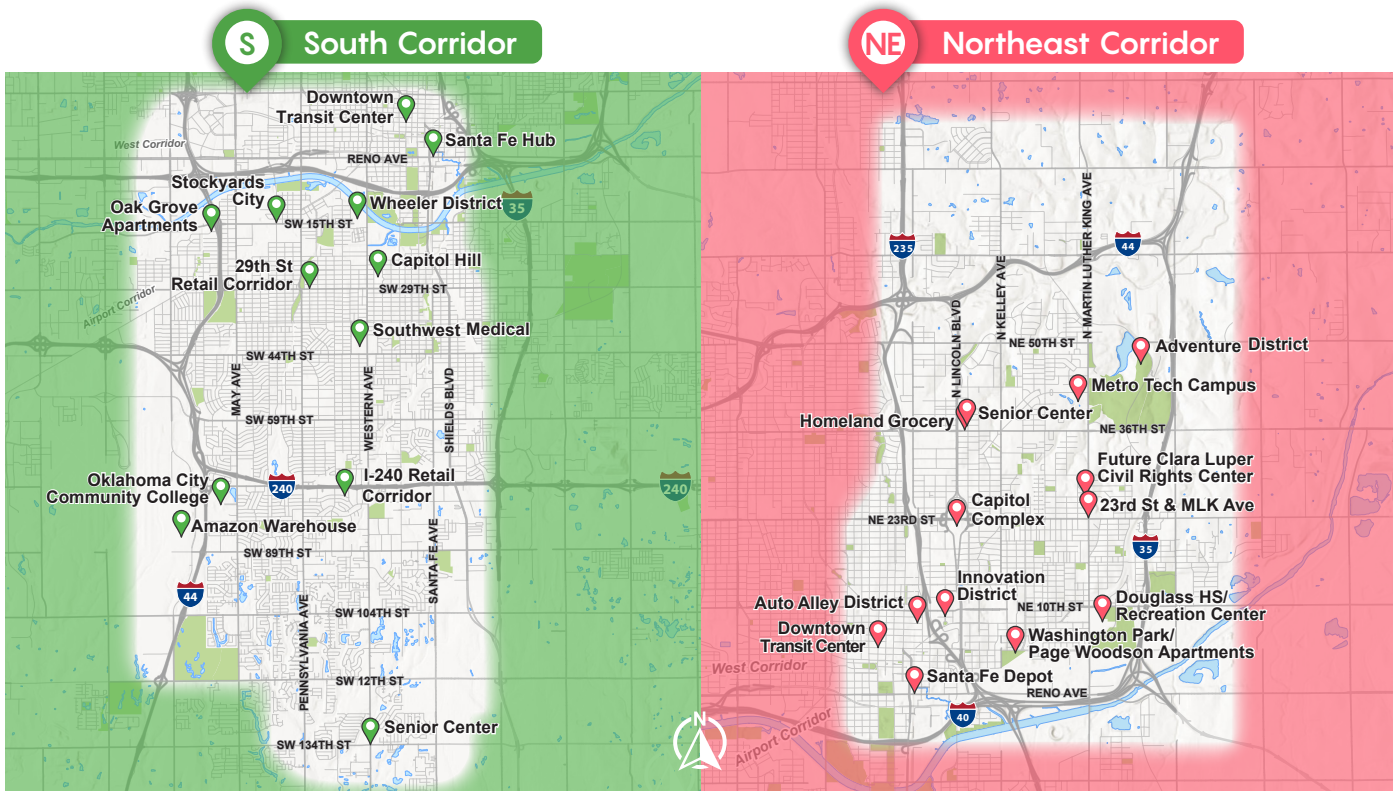 S
South Corridor
Downtown
Transit Center
Santa Fe Hub
West Corridor
RENO AVE
Stockyards
City
Oak Grove
Apartments
Wheeler District
35
SW 15TH ST
Capitol Hill
29th St
Retail Corridor
SW 29TH ST
Airport Corridor
Southwest Medical
SW 44TH ST
MAY AVE
WESTERN AVE
SHIELDS BLVD
SW 59TH ST
Oklahoma City
Community College
240
I-240 Retail
Corridor
240
Amazon Warehouse
SW 89TH ST
SANTA FE AVE
44
PENNSYLVANIA AVE
SW 104TH ST
SW 12TH ST
Senior Center
SW 134TH ST
N
NE
Northeast Corridor
235
44
N MARTIN LUTHER KING AVE
N KELLEY AVE
N LINCOLN BLVD
NE 50TH ST
Adventure District
Metro Tech Campus
Senior Center
Homeland Grocery
NE 36TH ST
Future Clara Luper
Civil Rights Center
23rd St & MLK Ave
Capitol
Complex
NE 23RD ST
35
Innovation
District
Auto Alley District
NE 10TH ST
Douglass HS/
Recreation Center
Downtown
Transit Center
Washington Park/
Page Woodson Apartments
West Corridor
Santa Fe Depot
RENO AVE
40
Airport Corridor